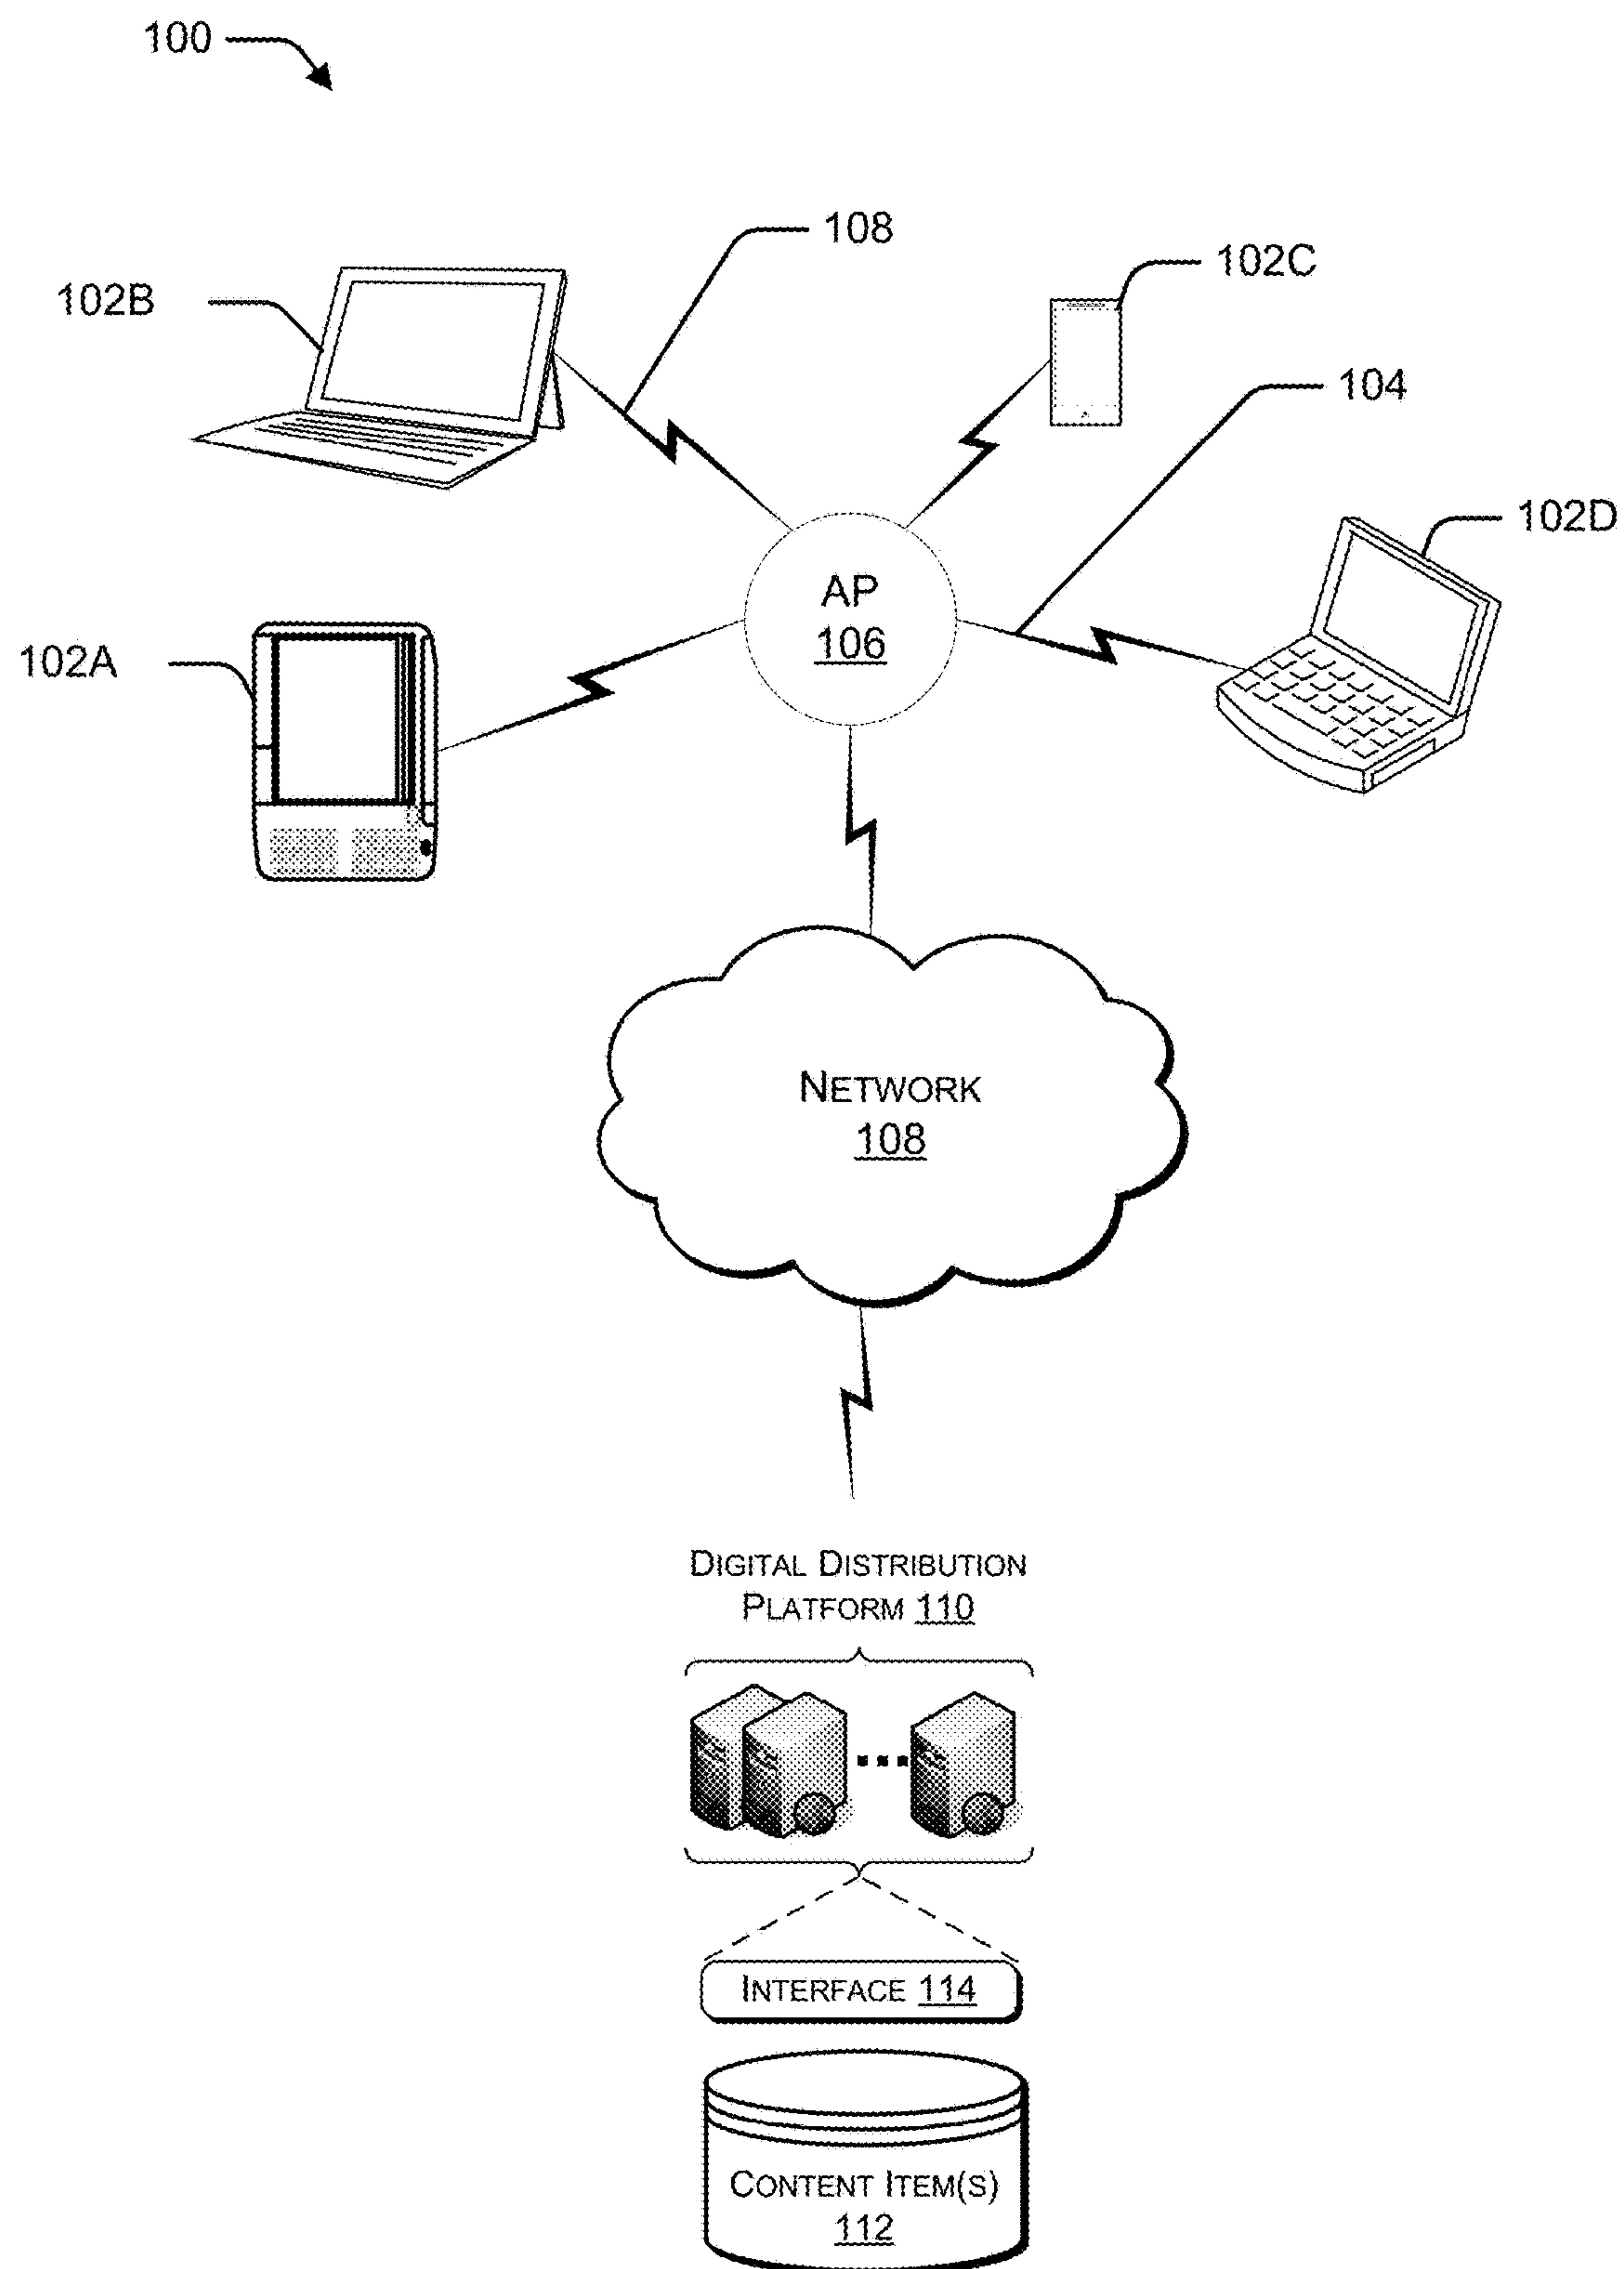 100
108
102C
102B
104
102D
AP
106
102A
NETWORK
108
DIGITAL DISTRIBUTION
PLATFORM 110
INTERFACE 114
CONTENT ITEM(S)
112